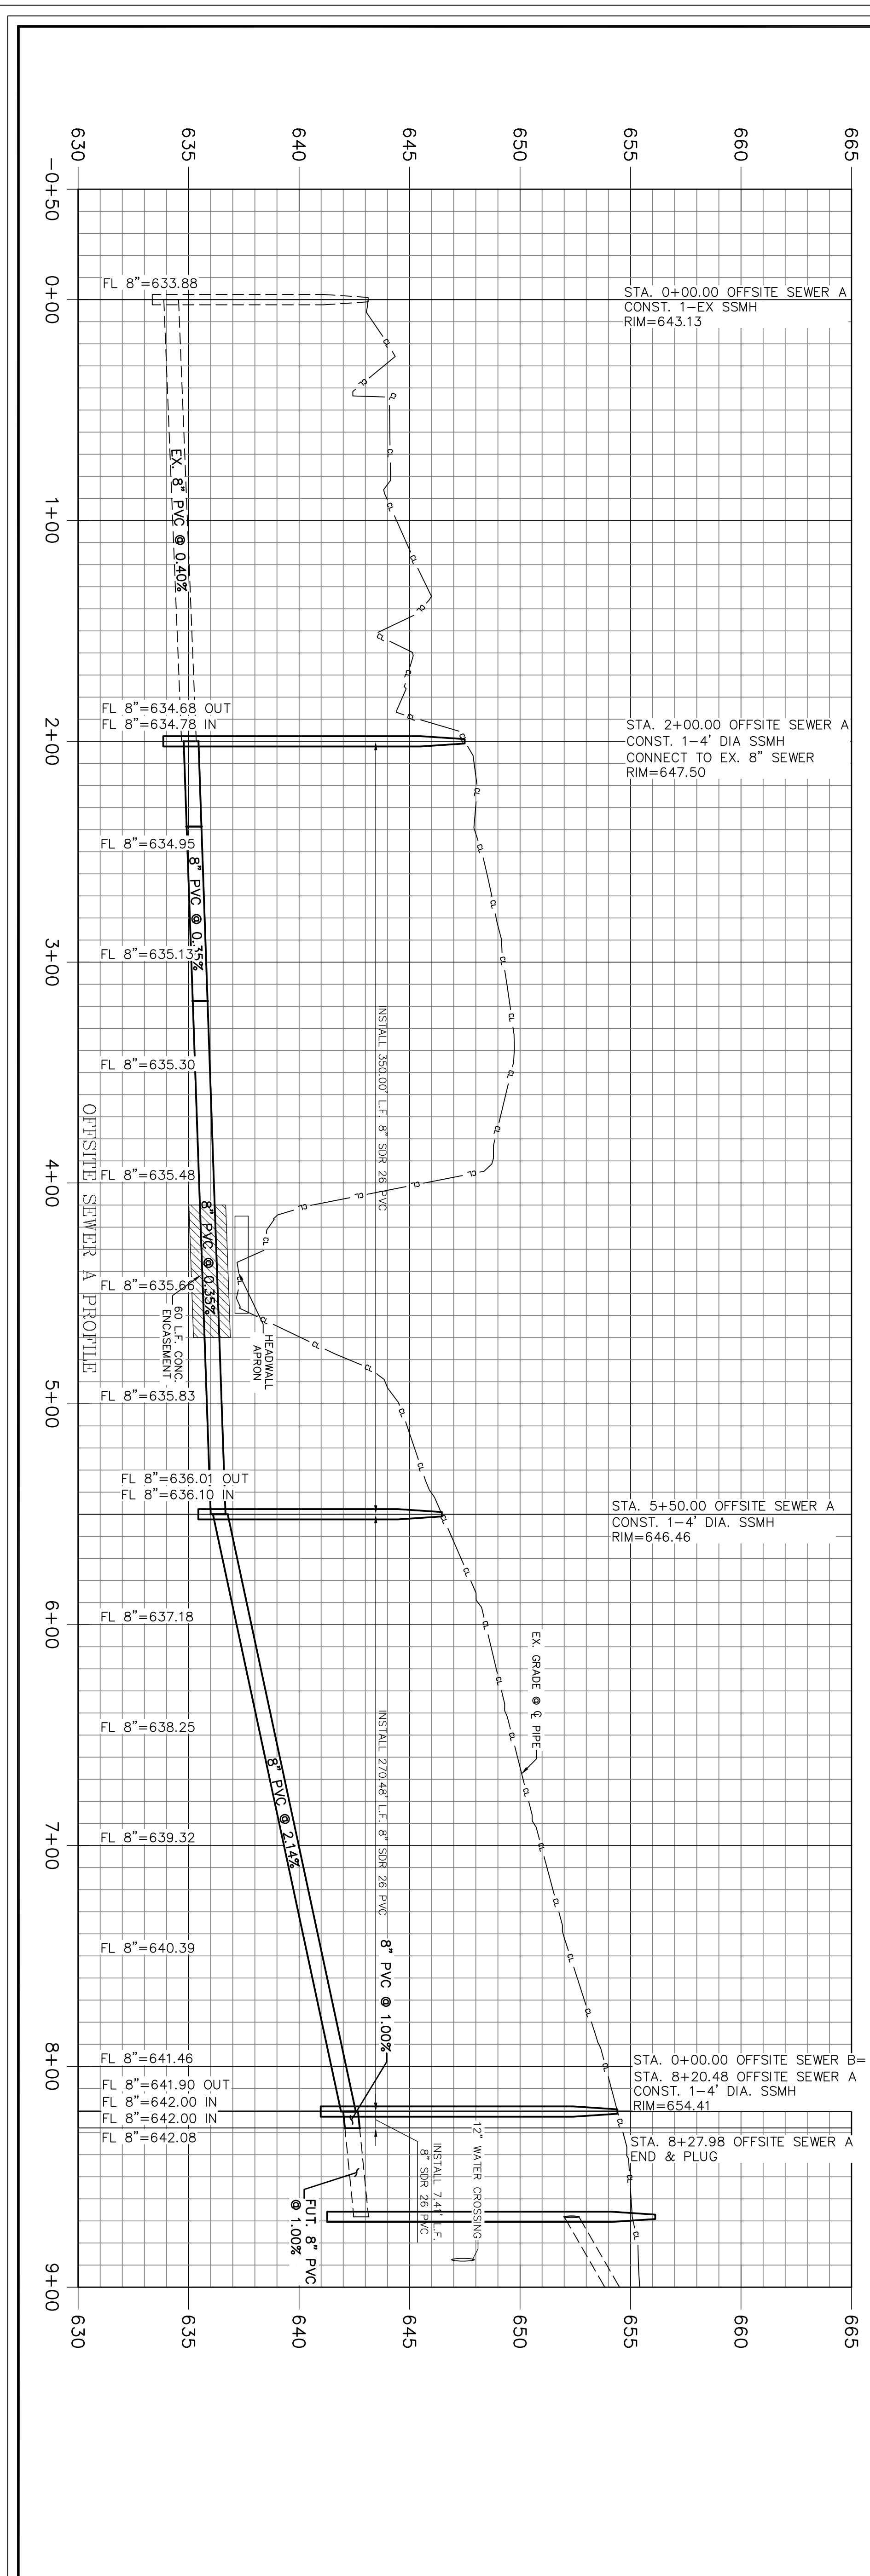 630
635
640
645
650
655
660
665
-0+50
0+00
1+00
2+00
3+00
4+00
5+00
6+00
7+00
8+00
9+00
FL 8"=633.88
STA. 0+00.00 OFFSITE SEWER A
CONST. 1-EX SSMH
RIM=643.13
EX. 8" PVC @ 0.40%
FL 8"=634.68 OUT
FL 8"=634.78 IN
STA. 2+00.00 OFFSITE SEWER A
CONST. 1-4' DIA SSMH
CONNECT TO EX. 8" SEWER
RIM=647.50
FL 8"=634.95
8" PVC @ 0.35%
FL 8"=635.13
INSTALL 350.00' L.F. 8" SDR 26 PVC
FL 8"=635.30
OFFSITE SEWER A PROFILE
FL 8"=635.48
8" PVC @ 0.35%
FL 8"=635.66
60 L.F. CONC.
ENCASEMENT
HEADWALL
APRON
FL 8"=635.83
FL 8"=636.01 OUT
FL 8"=636.10 IN
STA. 5+50.00 OFFSITE SEWER A
CONST. 1-4' DIA. SSMH
RIM=646.46
FL 8"=637.18
EX. GRADE @ ℄ PIPE
FL 8"=638.25
INSTALL 270.48' L.F. 8" SDR 26 PVC
8" PVC @ 2.14%
FL 8"=639.32
FL 8"=640.39
8" PVC @ 1.00%
FL 8"=641.46
FL 8"=641.90 OUT
FL 8"=642.00 IN
FL 8"=642.00 IN
FL 8"=642.08
STA. 0+00.00 OFFSITE SEWER B=
STA. 8+20.48 OFFSITE SEWER A
CONST. 1-4' DIA. SSMH
RIM=654.41
STA. 8+27.98 OFFSITE SEWER A
END & PLUG
12" WATER CROSSING
INSTALL 7.41' L.F.
8" SDR 26 PVC
FUT. 8" PVC
@ 1.00%
630
635
640
645
650
655
660
665